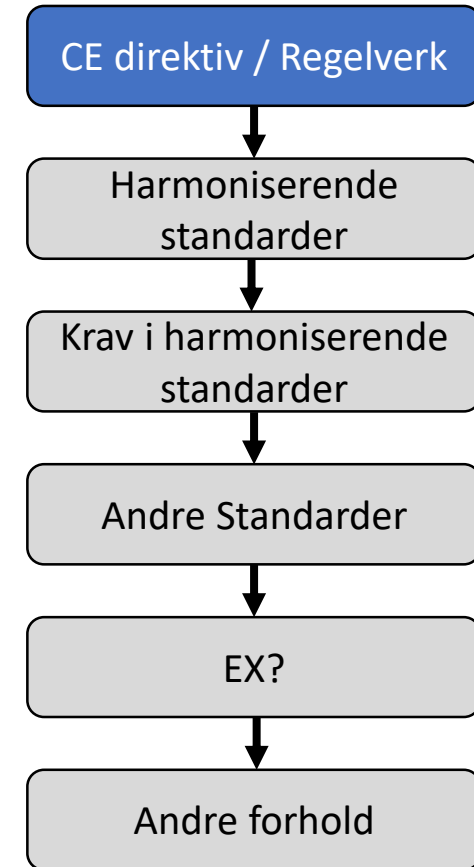 CE direktiv / Regelverk
Harmoniserende
standarder
Krav i harmoniserende
standarder
Andre Standarder
EX?
Andre forhold